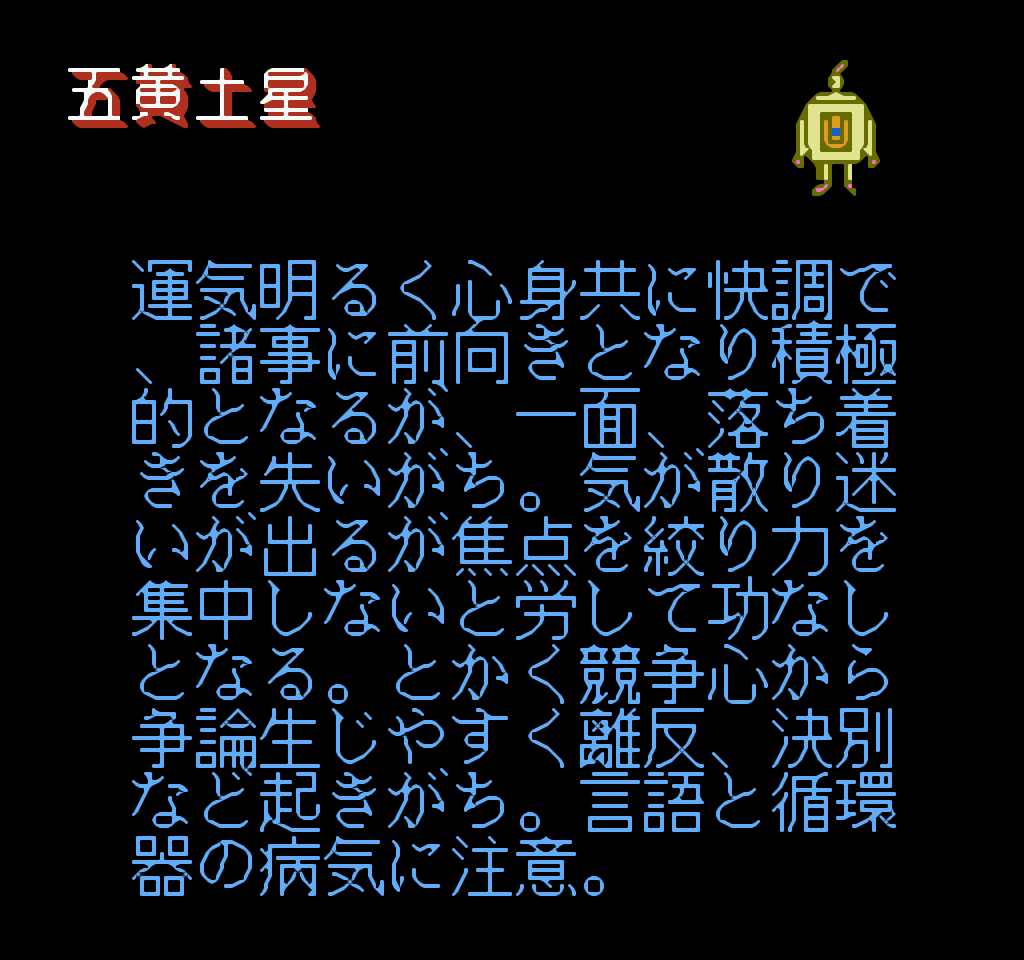 五黄土星
運気明るく心身共に快調で
、諸事に前向きとなり積極
的となるが、一面、落ち着
きを失いがち。気が散り迷
いが出るが焦点を絞り力を
集中しないと労して功なし
となる。とかく競争心から
争論生じやすく離反、決別
など起きがち。言語と循環
器の病気に注意。